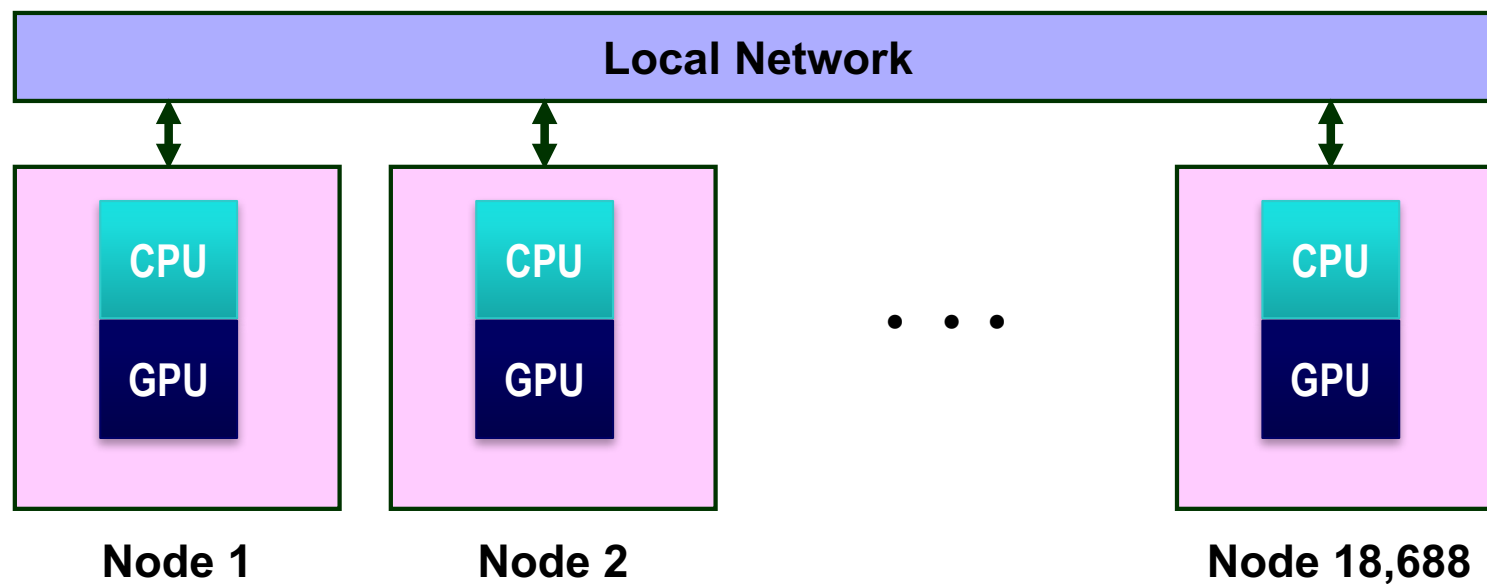 Local Network
CPU
GPU
CPU
GPU
. . .
CPU
GPU
Node 1
Node 2
Node 18,688